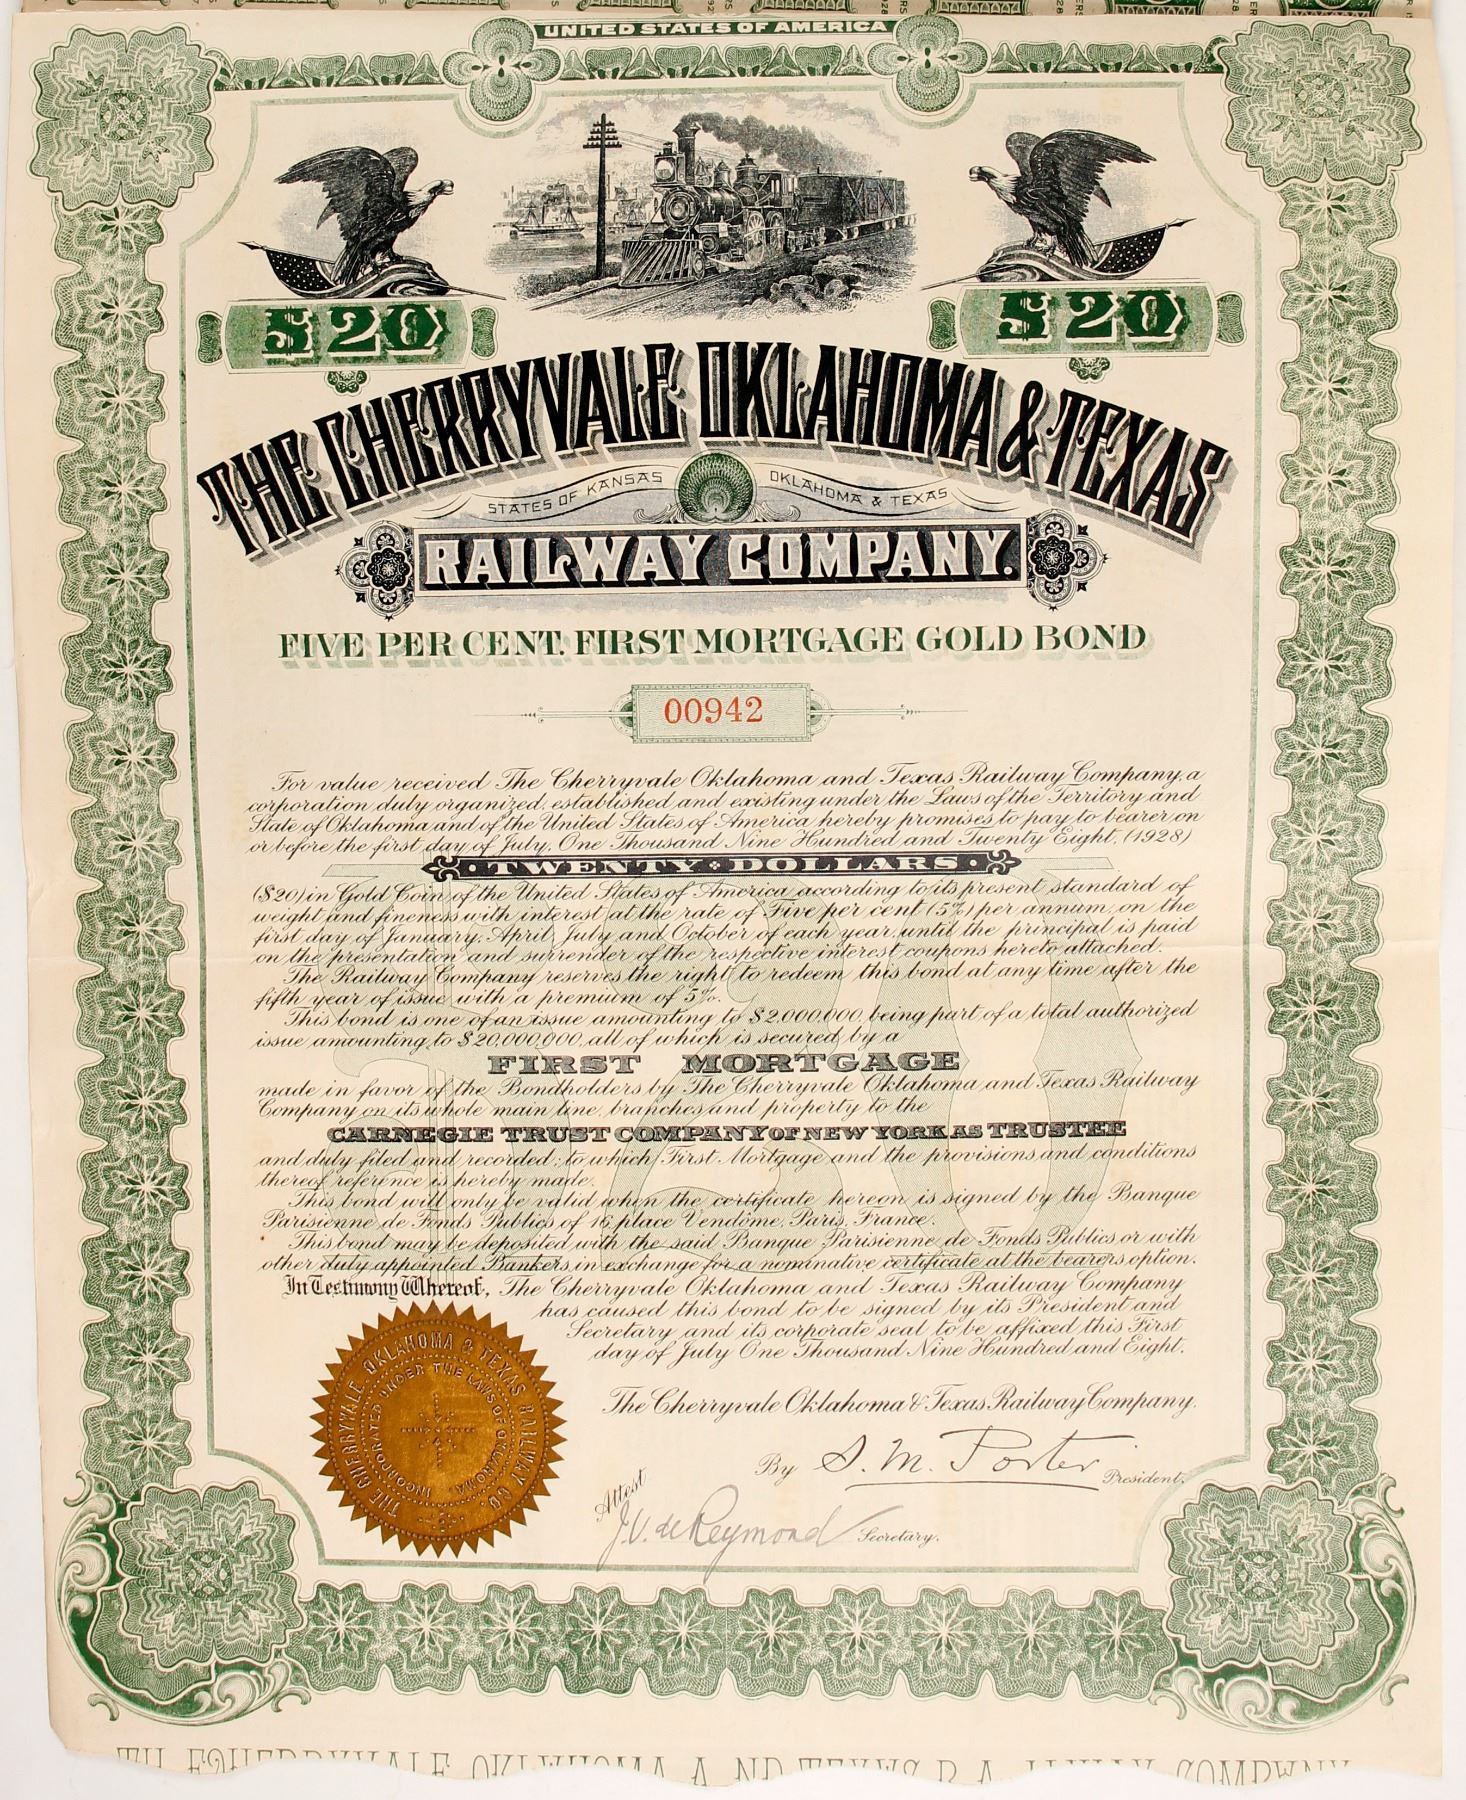 UNITED STATES OF AMERICA
$20 $20
THE CHERRYVALE OKLAHOMA & TEXAS
STATES OF KANSAS OKLAHOMA & TEXAS
RAILWAY COMPANY.
FIVE PER CENT. FIRST MORTGAGE GOLD BOND
00942
For value received The Cherryvale Oklahoma and Texas Railway Company, a
corporation duly organized, established and existing under the Laws of the Territory and
State of Oklahoma and of the United States of America hereby promises to pay to bearer on
or before the first day of July, One Thousand Nine Hundred and Twenty Eight, (1928)
TWENTY DOLLARS
($20) in Gold Coin of the United States of America according to its present standard of
weight and fineness with interest at the rate of Five per cent (5%) per annum, on the
first day of January, April, July and October of each year, until the principal is paid
on the presentation and surrender of the respective interest coupons hereto attached.
The Railway Company reserves the right to redeem this bond at any time after the
fifth year of issue with a premium of 5%.
This bond is one of an issue amounting to $2,000,000, being part of a total authorized
issue amounting to $20,000,000, all of which is secured by a
FIRST MORTGAGE
made in favor of the Bondholders by The Cherryvale Oklahoma and Texas Railway
Company on its whole main line, branches and property to the
CARNEGIE TRUST COMPANY OF NEW YORK AS TRUSTEE
and duly filed and recorded; to which First Mortgage and the provisions and conditions
thereof reference is hereby made.
This bond will only be valid when the certificate hereon is signed by the Banque
Parisienne de Fonds Publics of 16 place Vendôme, Paris, France.
This bond may be deposited with the said Banque Parisienne de Fonds Publics or with
other duly appointed Bankers, in exchange for a nominative certificate at the bearers option.
In Testimony Whereof, The Cherryvale Oklahoma and Texas Railway Company
has caused this bond to be signed by its President and
Secretary and its corporate seal to be affixed this First
day of July One Thousand Nine Hundred and Eight.
The Cherryvale Oklahoma & Texas Railway Company.
By S. M. Porter President.
Attest
J. V. de Reymond Secretary.
THE CHERRYVALE OKLAHOMA & TEXAS RAILWAY CO.
INCORPORATED UNDER THE LAWS OF OKLAHOMA